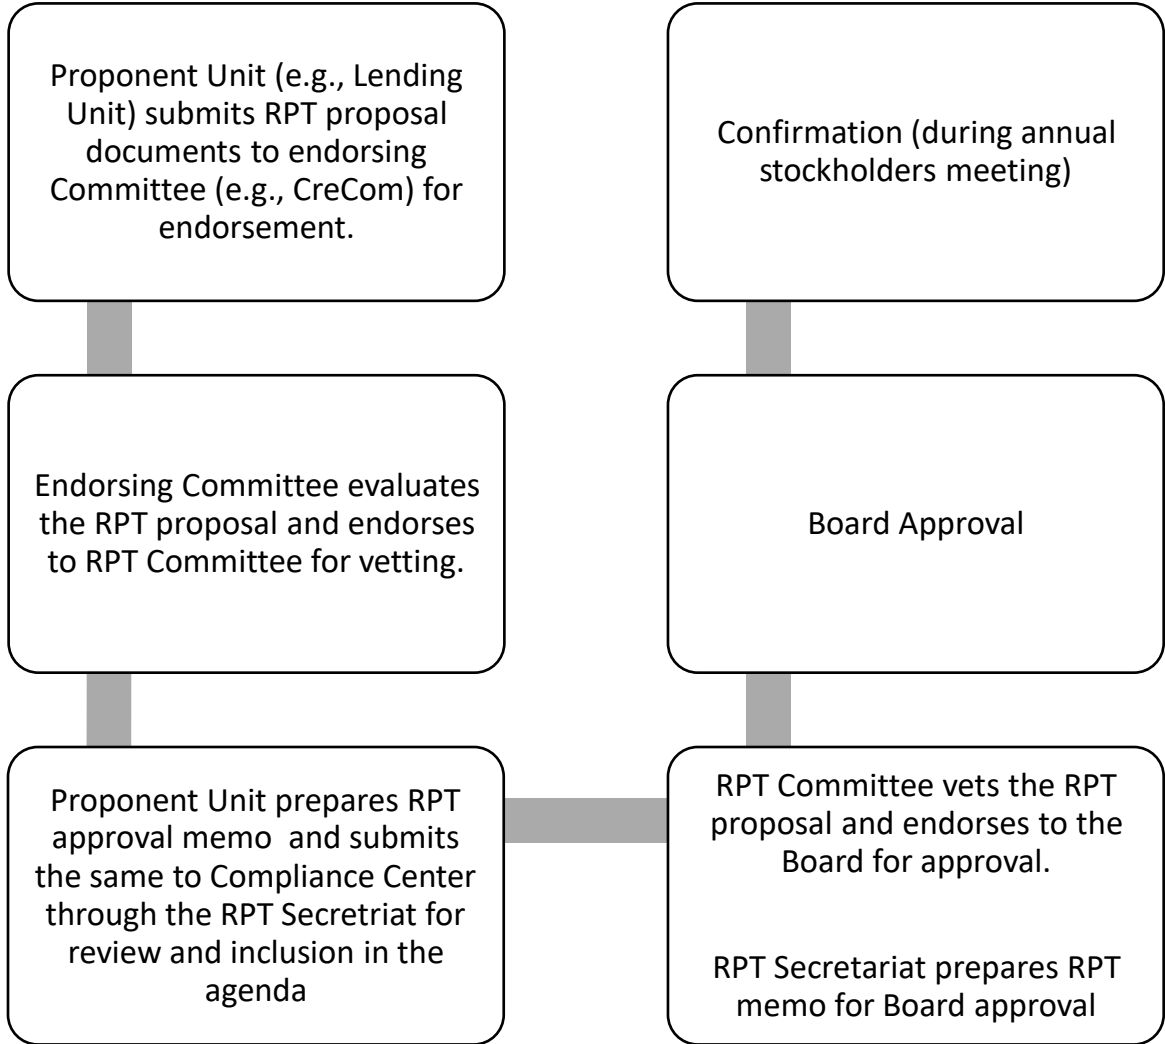 Proponent Unit (e.g., Lending
Unit) submits RPT proposal
documents to endorsing
Committee (e.g., CreCom) for
endorsement.
Endorsing Committee evaluates
the RPT proposal and endorses
to RPT Committee for vetting.
Proponent Unit prepares RPT
approval memo and submits
the same to Compliance Center
through the RPT Secretriat for
review and inclusion in the
agenda
RPT Committee vets the RPT
proposal and endorses to the
Board for approval.
RPT Secretariat prepares RPT
memo for Board approval
Board Approval
Confirmation (during annual
stockholders meeting)